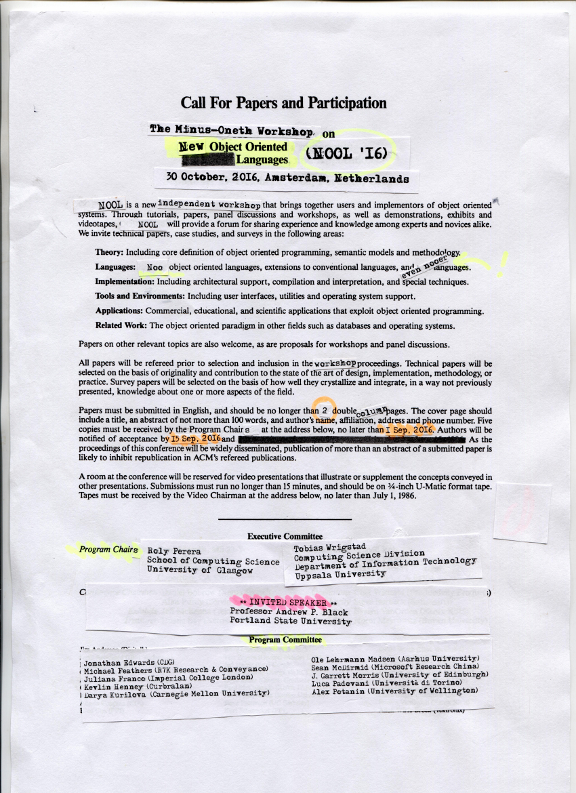 Call For Papers and Participation
The Minus-Oneth Workshop on
New Object Oriented
Languages
(NOOL '16)
30 October, 2016, Amsterdam, Netherlands
NOOL is a new independent workshop that brings together users and implementors of object oriented
systems. Through tutorials, papers, panel discussions and workshops, as well as demonstrations, exhibits and
videotapes, NOOL will provide a forum for sharing experience and knowledge among experts and novices alike.
We invite technical papers, case studies, and surveys in the following areas:
Theory: Including core definition of object oriented programming, semantic models and methodology.
Languages: Noo object oriented languages, extensions to conventional languages, and even nooer languages.
Implementation: Including architectural support, compilation and interpretation, and special techniques.
Tools and Environments: Including user interfaces, utilities and operating system support.
Applications: Commercial, educational, and scientific applications that exploit object oriented programming.
Related Work: The object oriented paradigm in other fields such as databases and operating systems.
Papers on other relevant topics are also welcome, as are proposals for workshops and panel discussions.
All papers will be refereed prior to selection and inclusion in the workshop proceedings. Technical papers will be
selected on the basis of originality and contribution to the state of the art of design, implementation, methodology, or
practice. Survey papers will be selected on the basis of how well they crystallize and integrate, in a way not previously
presented, knowledge about one or more aspects of the field.
Papers must be submitted in English, and should be no longer than 2 double column pages. The cover page should
include a title, an abstract of not more than 100 words, and author's name, affiliation, address and phone number. Five
copies must be received by the Program Chairs at the address below, no later than 1 Sep. 2016. Authors will be
notified of acceptance by 15 Sep. 2016 and As the
proceedings of this conference will be widely disseminated, publication of more than an abstract of a submitted paper is
likely to inhibit republication in ACM's refereed publications.
A room at the conference will be reserved for video presentations that illustrate or supplement the concepts conveyed in
other presentations. Submissions must run no longer than 15 minutes, and should be on ¾-inch U-Matic format tape.
Tapes must be received by the Video Chairman at the address below, no later than July 1, 1986.
Executive Committee
Program Chairs
Roly Perera
School of Computing Science
University of Glasgow
Tobias Wrigstad
Computing Science Division
Department of Information Technology
Uppsala University
** INVITED SPEAKER **
Professor Andrew P. Black
Portland State University
Program Committee
Jonathan Edwards (CDG)
Michael Feathers (R7K Research & Conveyance)
Juliana Franco (Imperial College London)
Kevlin Henney (Curbralan)
Darya Kurilova (Carnegie Mellon University)
Ole Lehrmann Madsen (Aarhus University)
Sean McDirmid (Microsoft Research China)
J. Garrett Morris (University of Edinburgh)
Luca Padovani (Università di Torino)
Alex Potanin (University of Wellington)